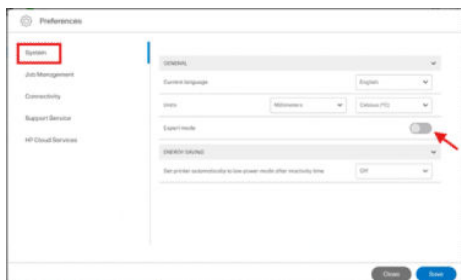 Preferences
System
Job Management
Connectivity
Support Service
HP Cloud Services
GENERAL
Current language English
Units Millimeters Celsius (ºC)
Expert mode
ENERGY SAVING
Set printer automatically to low power mode after inactivity time Off
Close Save